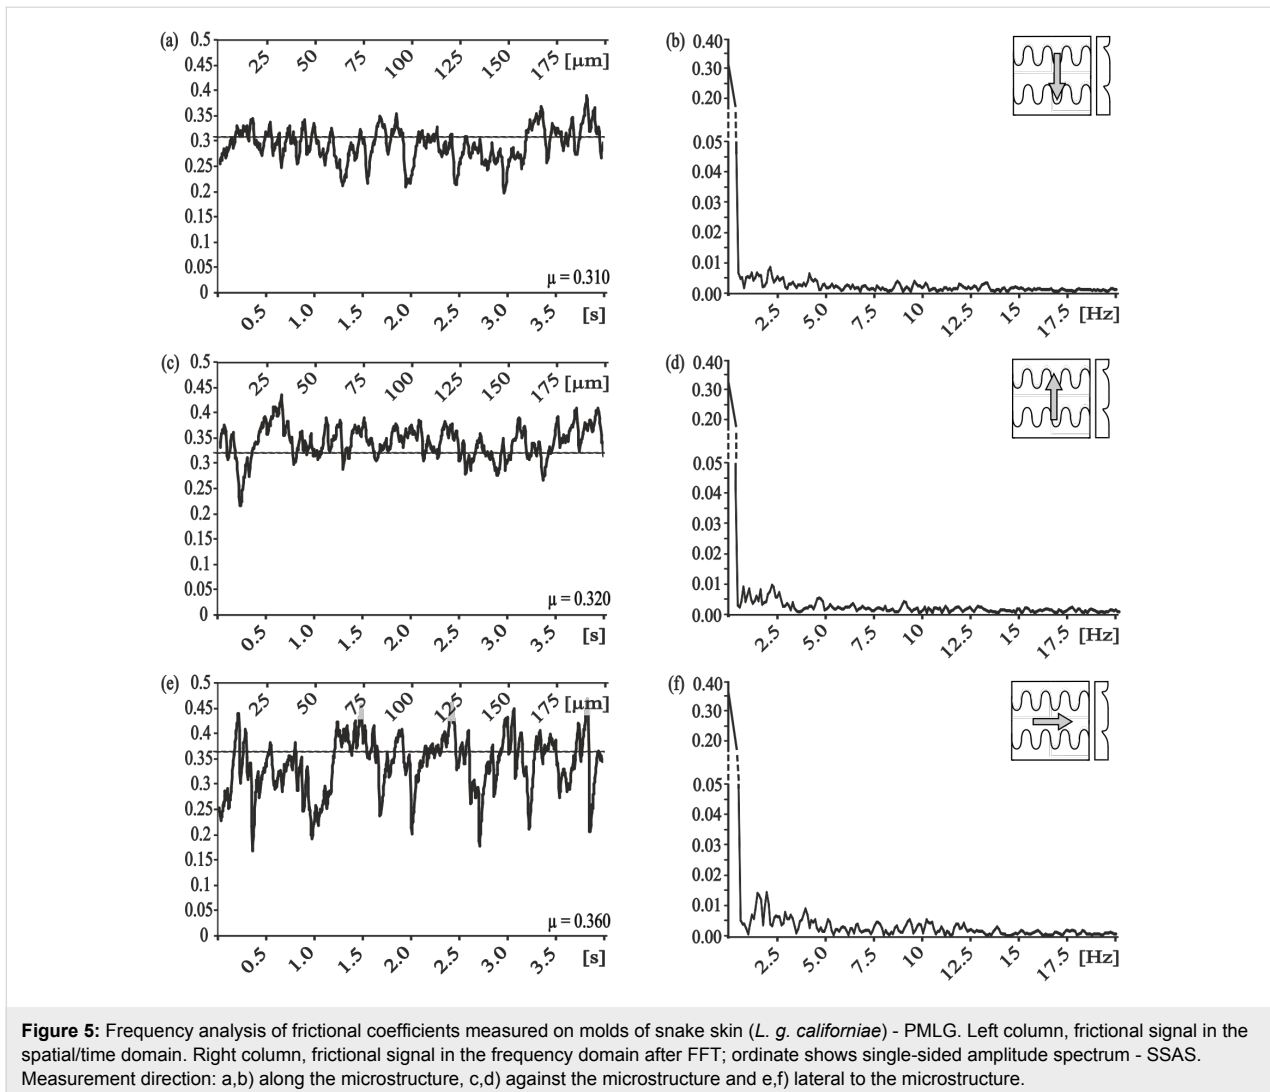 (a)
0.5
0.45
0.4
0.35
0.3
0.25
0.2
0.15
0.1
0.05
0
25 50 75 100 125 150 175 [µm]
µ = 0.310
0.5 1.0 1.5 2.0 2.5 3.0 3.5 [s]
(b)
0.40
0.30
0.20
0.05
0.04
0.03
0.02
0.01
0.00
2.5 5.0 7.5 10 12.5 15 17.5 [Hz]
(c)
0.5
0.45
0.4
0.35
0.3
0.25
0.2
0.15
0.1
0.05
0
25 50 75 100 125 150 175 [µm]
µ = 0.320
0.5 1.0 1.5 2.0 2.5 3.0 3.5 [s]
(d)
0.40
0.30
0.20
0.05
0.04
0.03
0.02
0.01
0.00
2.5 5.0 7.5 10 12.5 15 17.5 [Hz]
(e)
0.5
0.45
0.4
0.35
0.3
0.25
0.2
0.15
0.1
0.05
0
25 50 75 100 125 150 175 [µm]
µ = 0.360
0.5 1.0 1.5 2.0 2.5 3.0 3.5 [s]
(f)
0.40
0.30
0.20
0.05
0.04
0.03
0.02
0.01
0.00
2.5 5.0 7.5 10 12.5 15 17.5 [Hz]
Figure 5: Frequency analysis of frictional coefficients measured on molds of snake skin (L. g. californiae) - PMLG. Left column, frictional signal in the
spatial/time domain. Right column, frictional signal in the frequency domain after FFT; ordinate shows single-sided amplitude spectrum - SSAS.
Measurement direction: a,b) along the microstructure, c,d) against the microstructure and e,f) lateral to the microstructure.